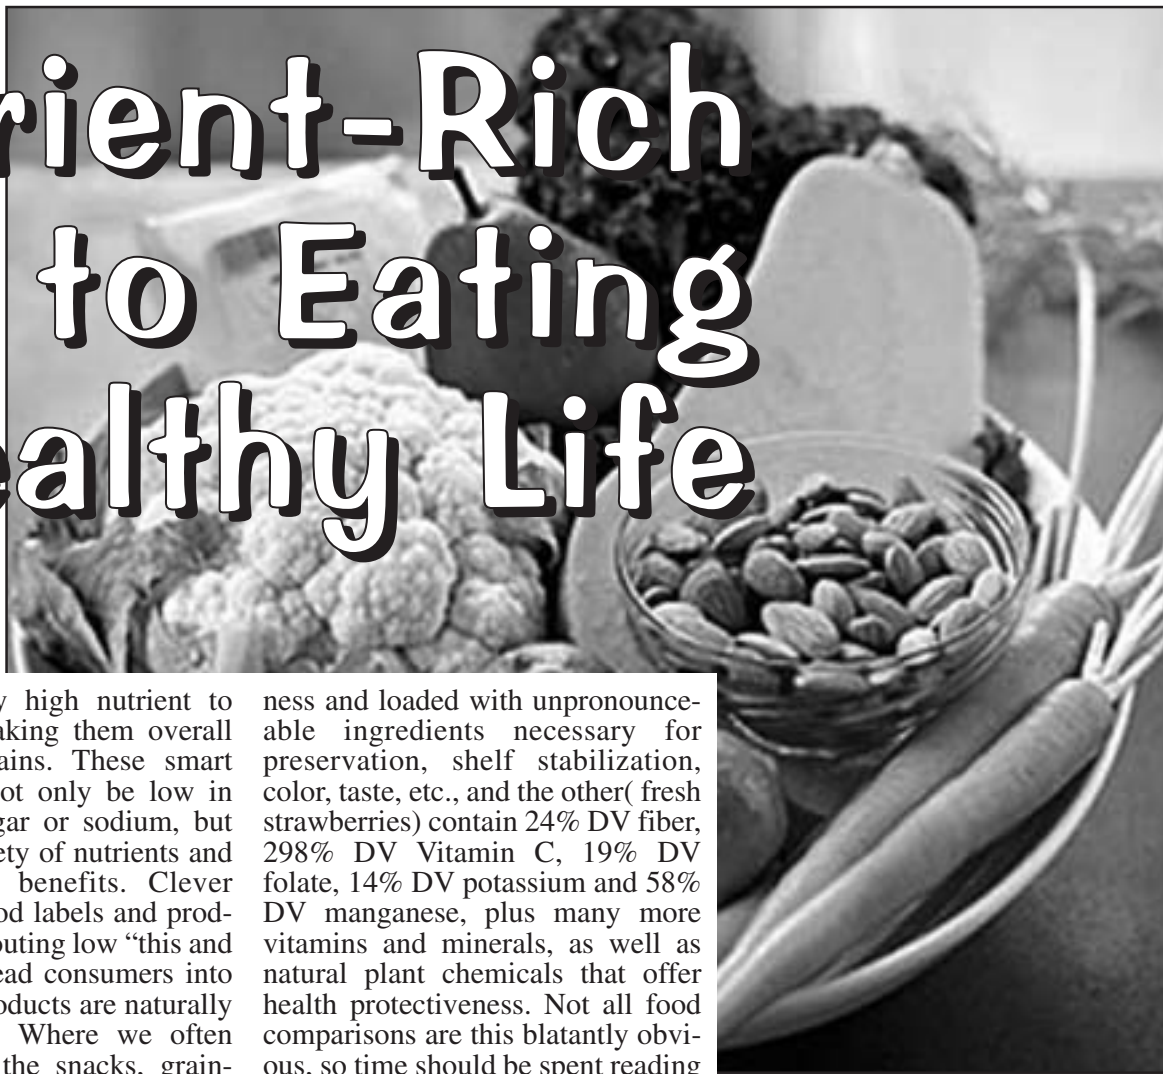 rient-Rich
to Eating
ealthy Life
y high nutrient to
aking them overall
ains. These smart
ot only be low in
gar or sodium, but
ety of nutrients and
benefits. Clever
od labels and prod-
outing low “this and
ead consumers into
oducts are naturally
Where we often
the snacks, grain-
ness and loaded with unpronounce-
able ingredients necessary for
preservation, shelf stabilization,
color, taste, etc., and the other( fresh
strawberries) contain 24% DV fiber,
298% DV Vitamin C, 19% DV
folate, 14% DV potassium and 58%
DV manganese, plus many more
vitamins and minerals, as well as
natural plant chemicals that offer
health protectiveness. Not all food
comparisons are this blatantly obvi-
ous, so time should be spent reading